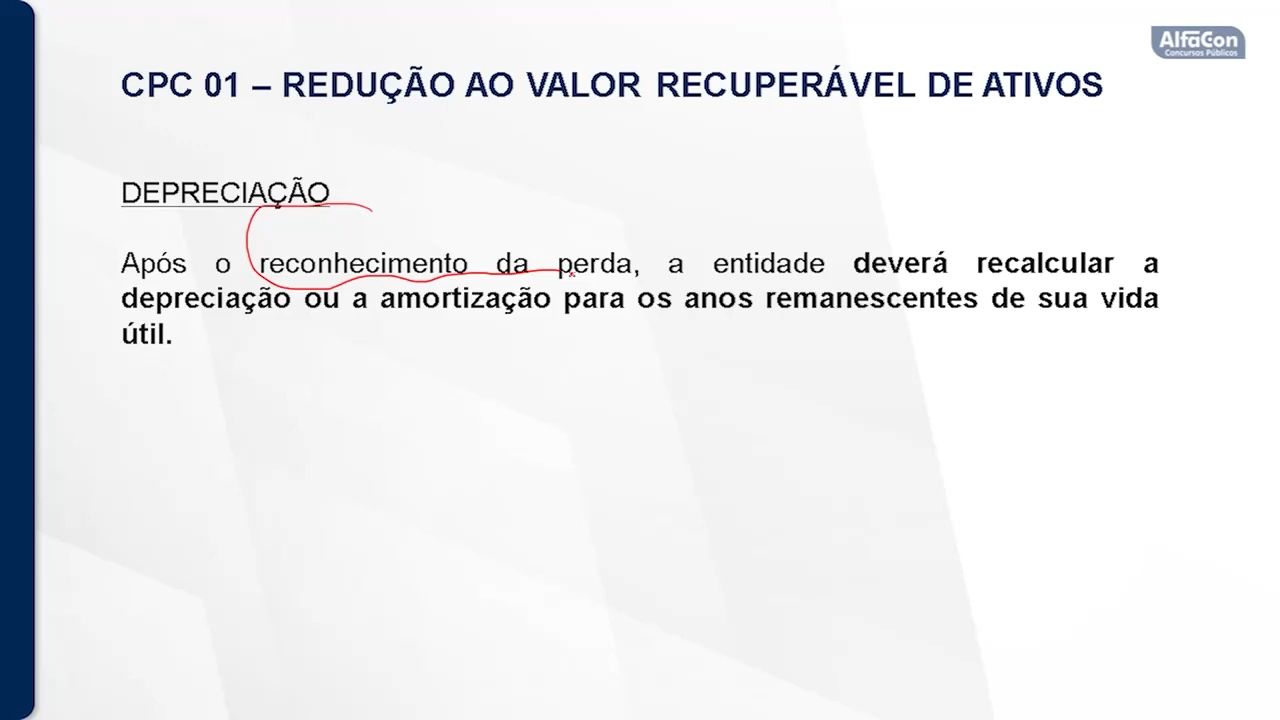 AlfaCon
Concursos Públicos
CPC 01 – REDUÇÃO AO VALOR RECUPERÁVEL DE ATIVOS
DEPRECIAÇÃO
Após o reconhecimento da perda, a entidade deverá recalcular a
depreciação ou a amortização para os anos remanescentes de sua vida
útil.